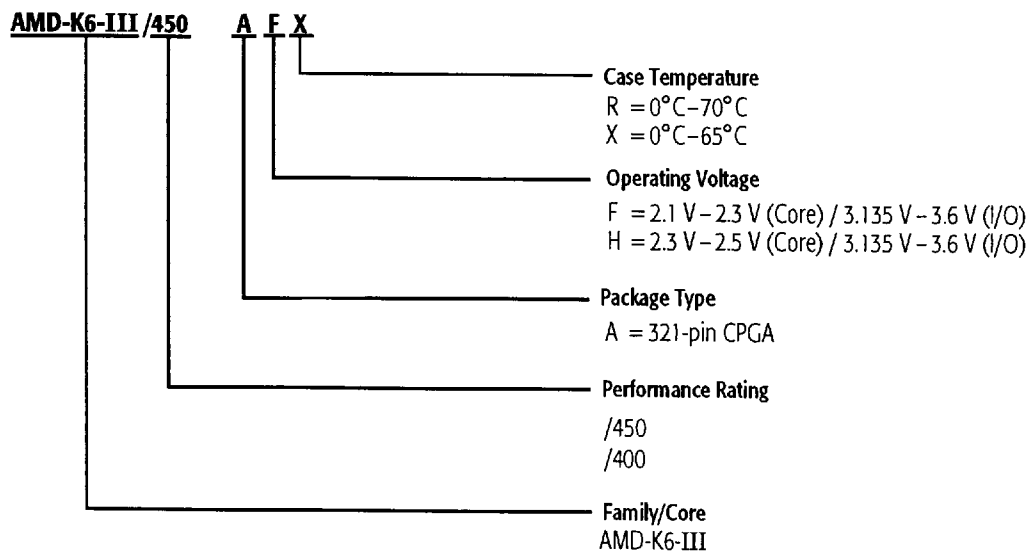 AMD-K6-III /450 A F X
Case Temperature
R = 0°C–70°C
X = 0°C–65°C
Operating Voltage
F = 2.1 V – 2.3 V (Core) / 3.135 V – 3.6 V (I/O)
H = 2.3 V – 2.5 V (Core) / 3.135 V – 3.6 V (I/O)
Package Type
A = 321-pin CPGA
Performance Rating
/450
/400
Family/Core
AMD-K6-III